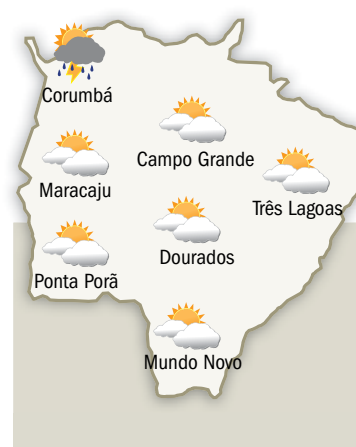 Corumbá
Campo Grande
Maracaju
Três Lagoas
Dourados
Ponta Porã
Mundo Novo